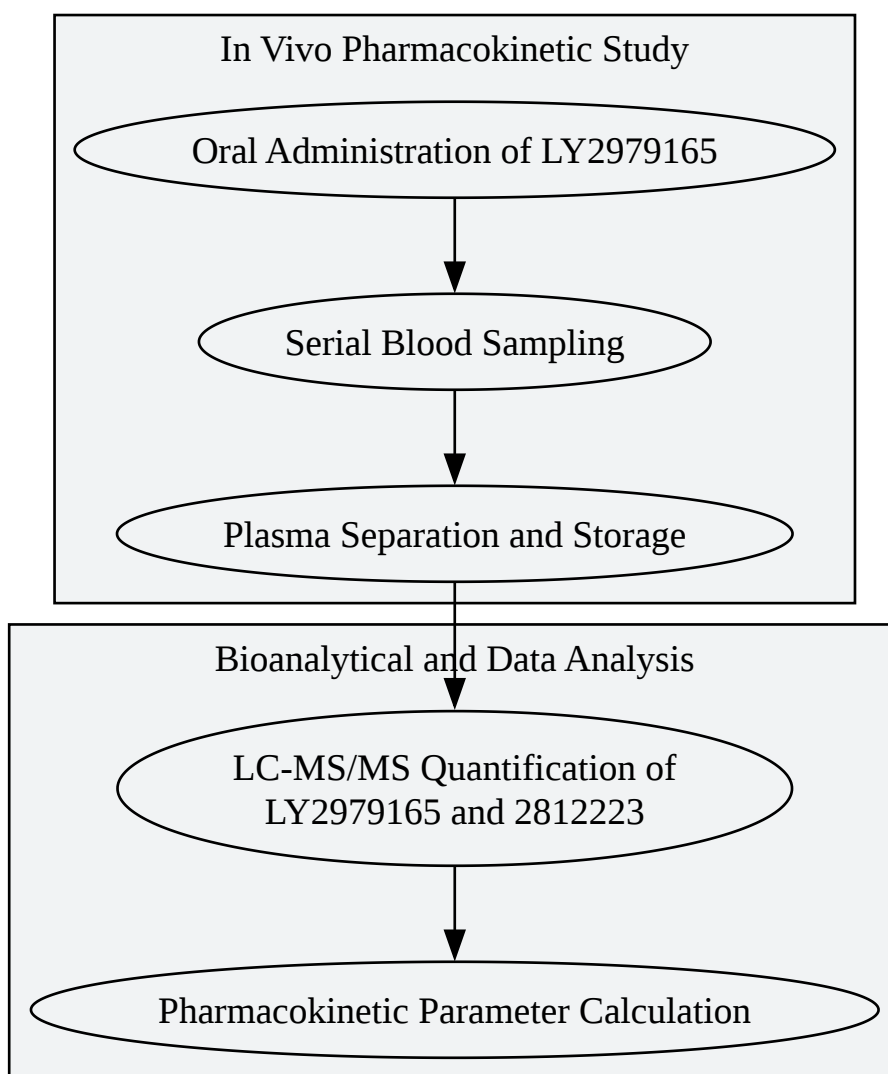 In Vivo Pharmacokinetic Study
Oral Administration of LY2979165
Serial Blood Sampling
Plasma Separation and Storage
Bioanalytical and Data Analysis
LC-MS/MS Quantification of
LY2979165 and 2812223
Pharmacokinetic Parameter Calculation